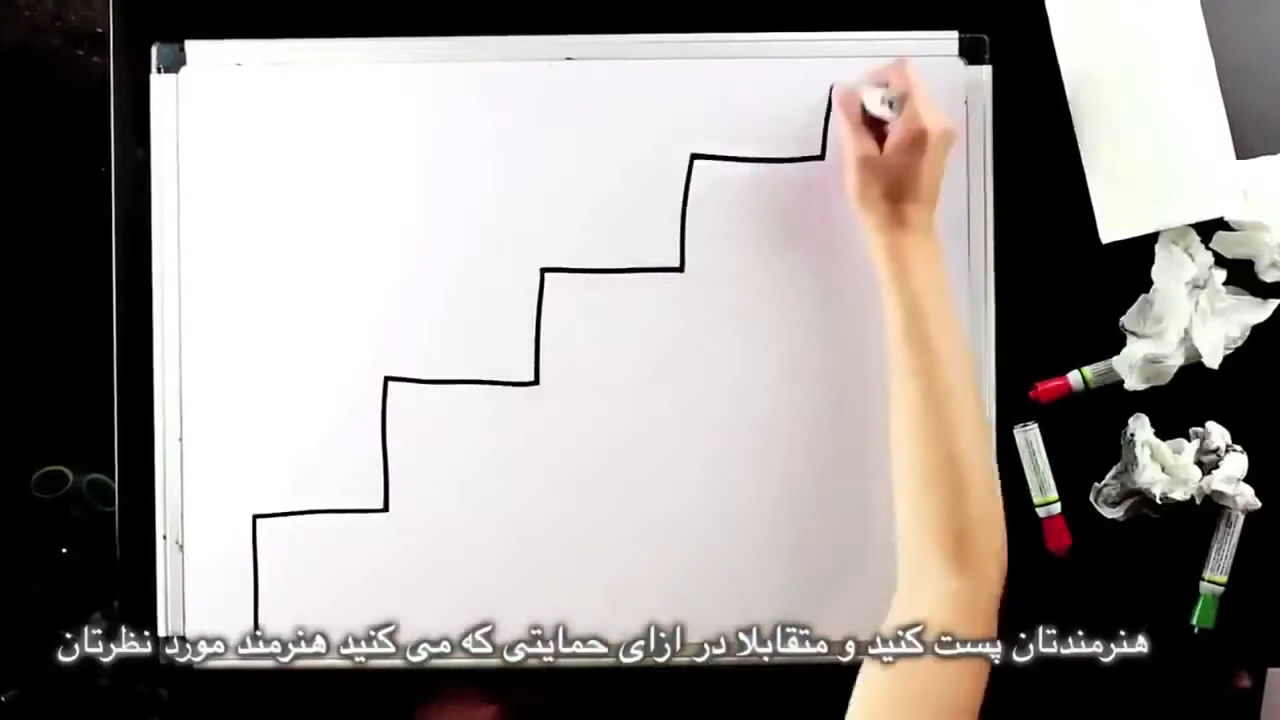 هنرمندتان پست کنید و متقابلا در ازای حمایتی که می کنید هنرمند مورد نظرتان